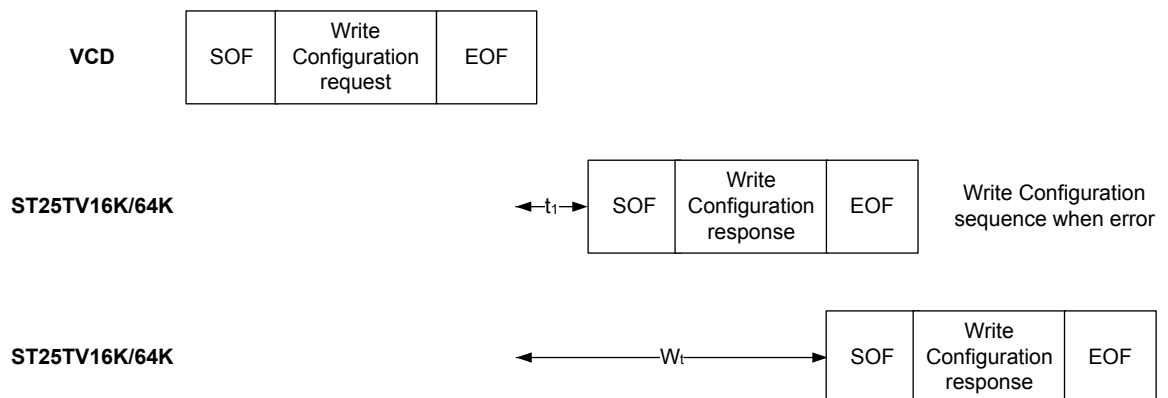 VCD
SOF
Write
Configuration
request
EOF
ST25TV16K/64K
t1
SOF
Write
Configuration
response
EOF
Write Configuration
sequence when error
ST25TV16K/64K
Wt
SOF
Write
Configuration
response
EOF